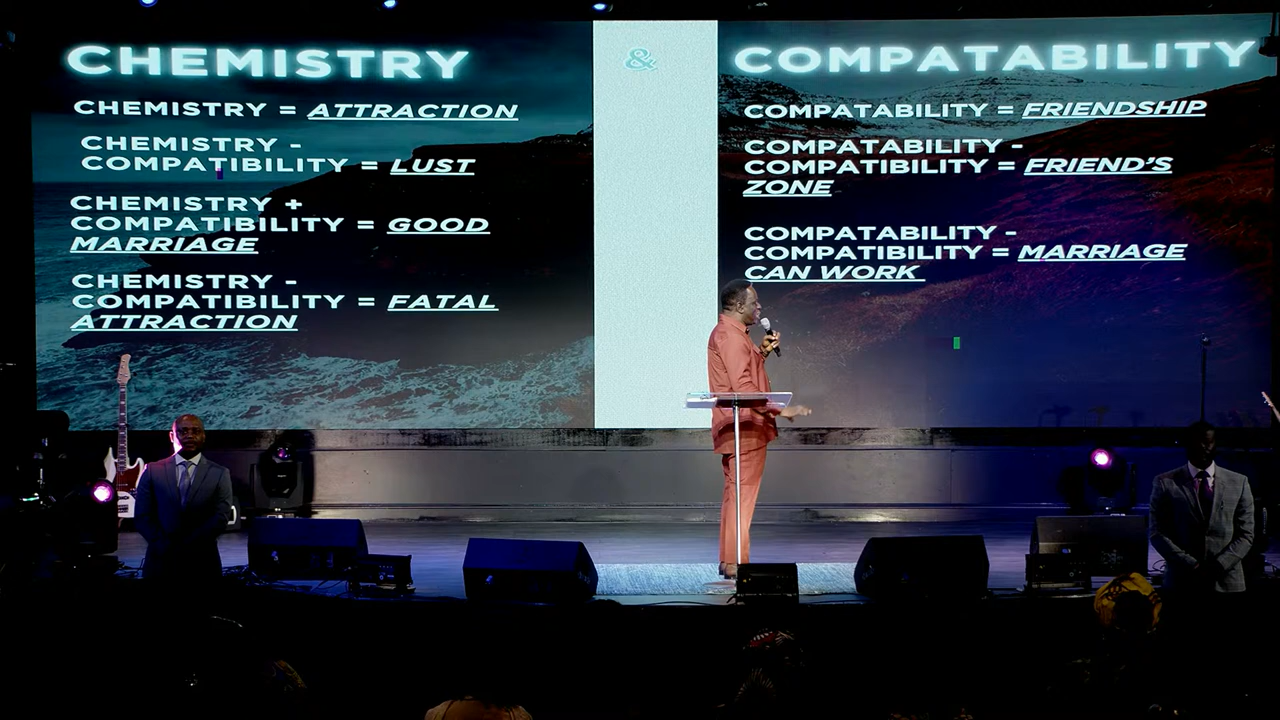 CHEMISTRY
CHEMISTRY = ATTRACTION
CHEMISTRY -
COMPATIBILITY = LUST
CHEMISTRY +
COMPATIBILITY = GOOD
MARRIAGE
CHEMISTRY -
COMPATIBILITY = FATAL
ATTRACTION
&
COMPATABILITY
COMPATABILITY = FRIENDSHIP
COMPATABILITY -
COMPATIBILITY = FRIEND'S
ZONE
COMPATABILITY -
COMPATIBILITY = MARRIAGE
CAN WORK